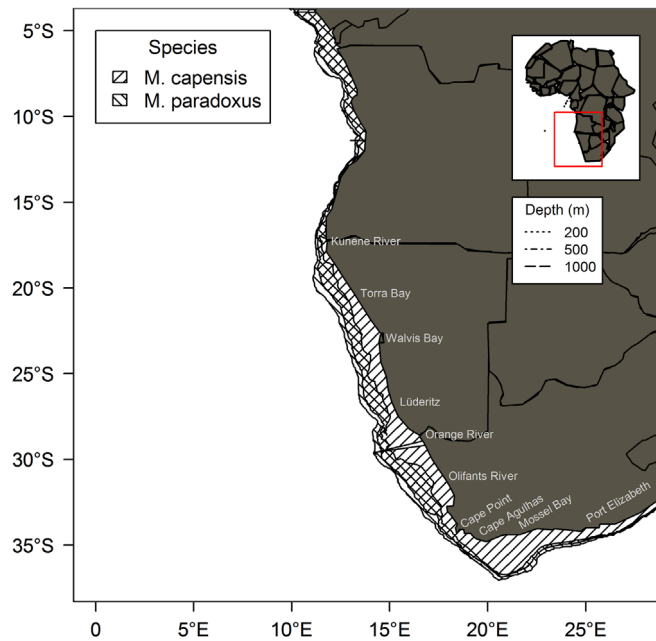 5°S
10°S
15°S
20°S
25°S
30°S
35°S
Species
M. capensis
M. paradoxus
Depth (m)
200
500
1000
Kunene River
Torra Bay
Walvis Bay
Lüderitz
Orange River
Olifants River
Cape Point
Cape Agulhas
Mossel Bay
Port Elizabeth
0
5°E
10°E
15°E
20°E
25°E